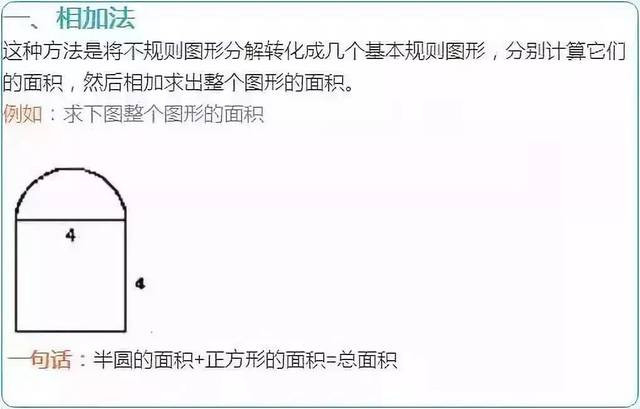 一、相加法
这种方法是将不规则图形分解转化成几个基本规则图形，分别计算它们
的面积，然后相加求出整个图形的面积。
例如：求下图整个图形的面积
4
4
一句话：半圆的面积+正方形的面积=总面积